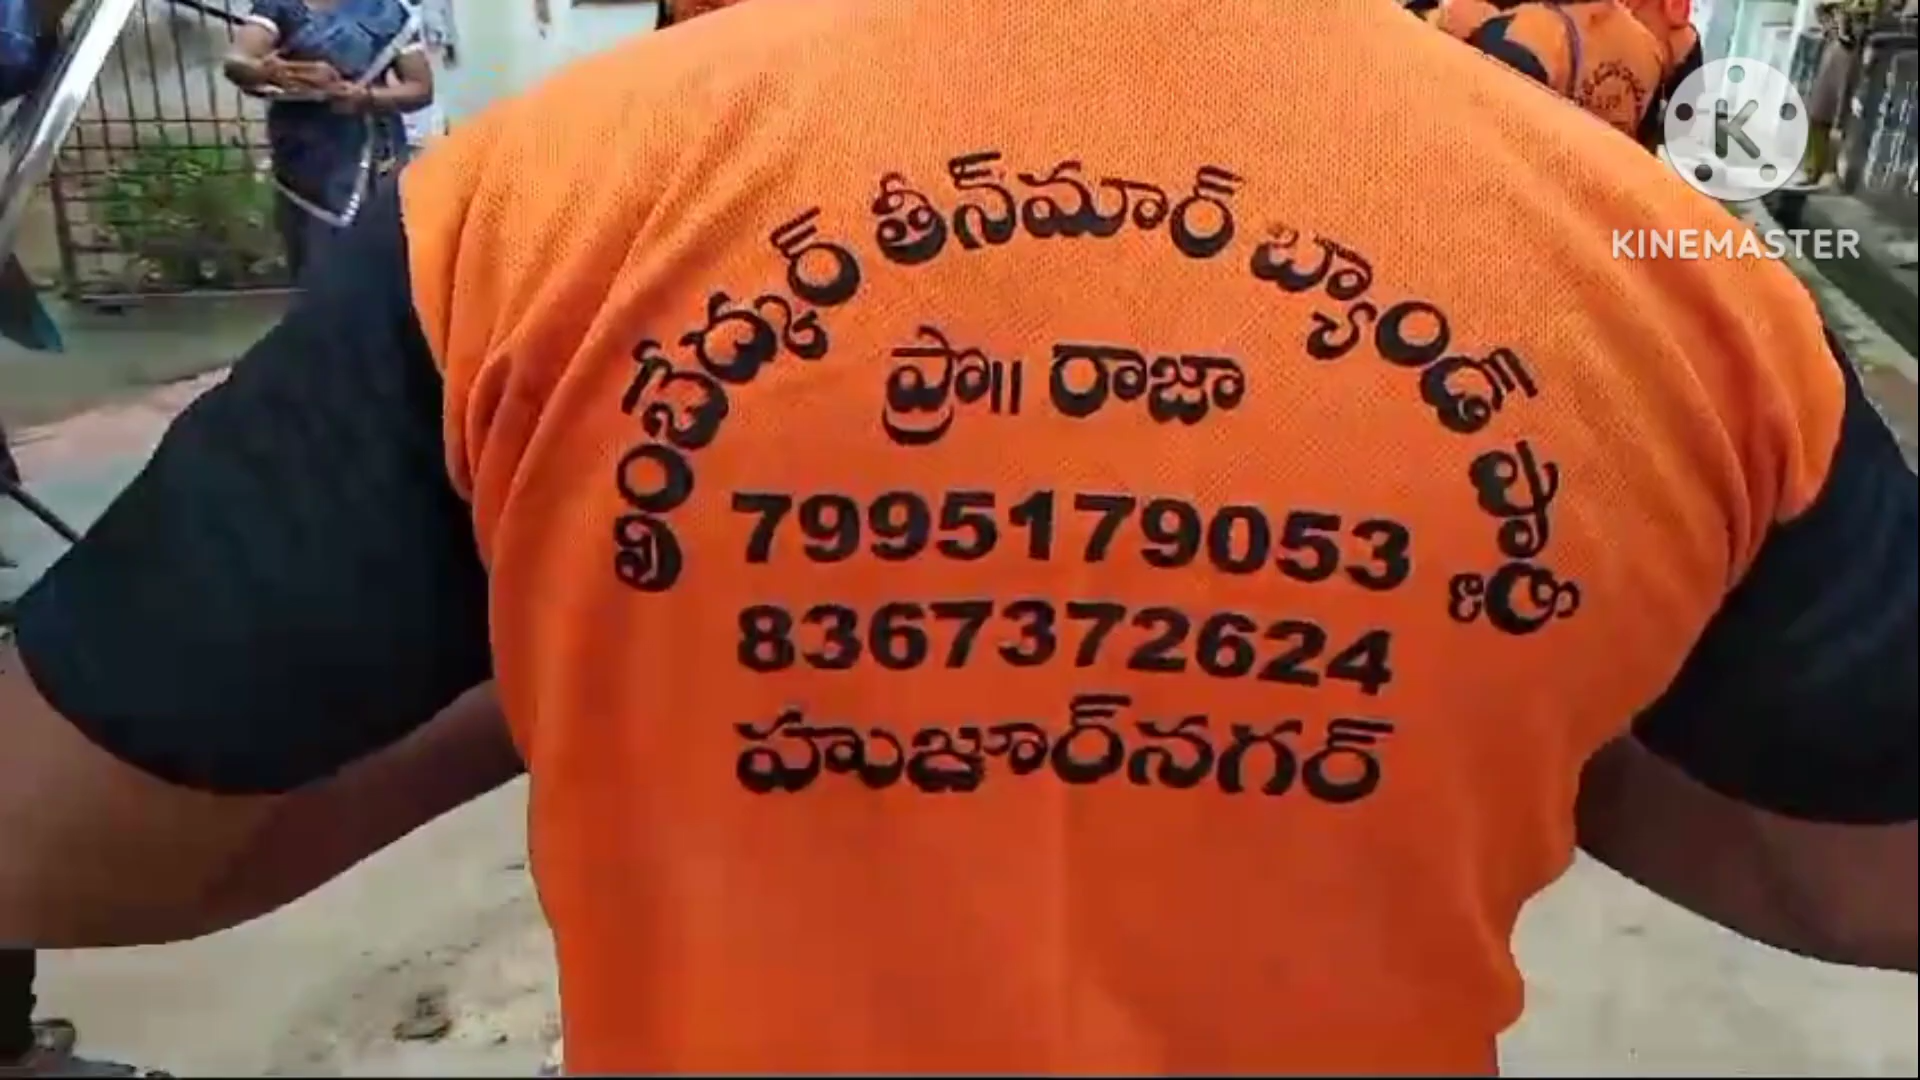 తీన్‌మార్ బ్యాండ్
ప్రొ|| రాజా
7995179053
8367372624
హుజూర్‌నగర్
KINEMASTER